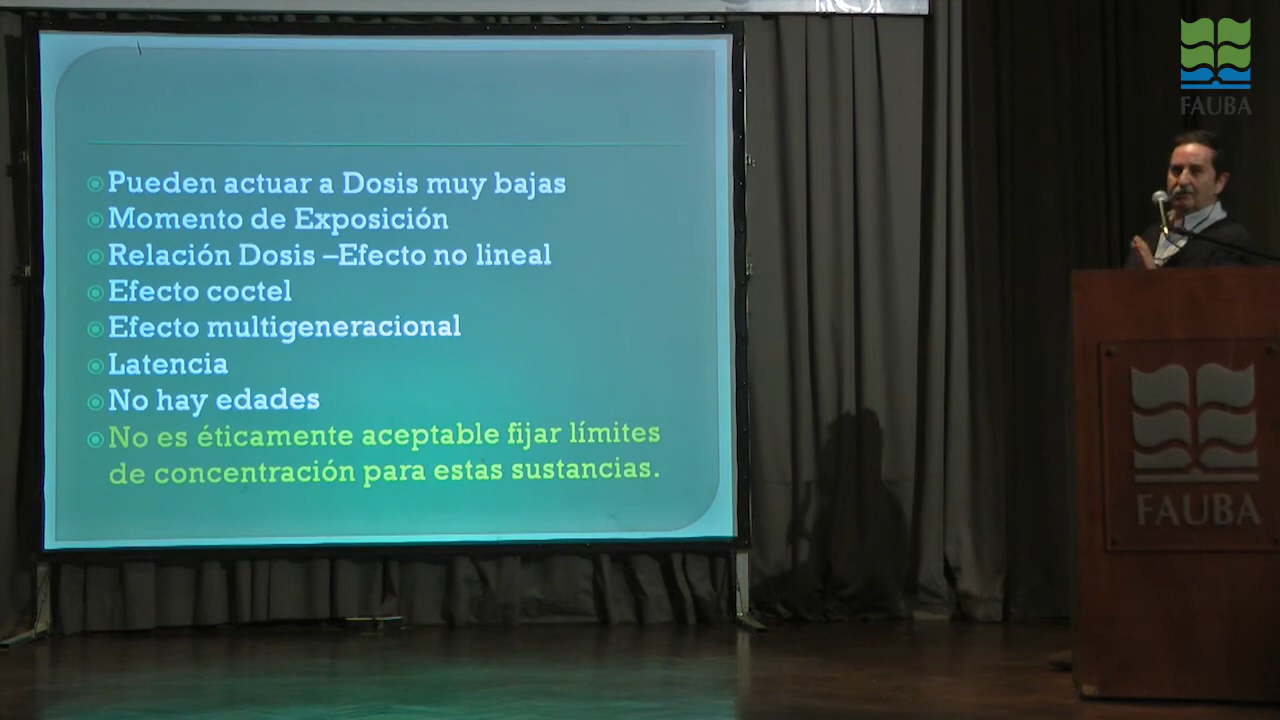 FAUBA
Pueden actuar a Dosis muy bajas
Momento de Exposición
Relación Dosis –Efecto no lineal
Efecto coctel
Efecto multigeneracional
Latencia
No hay edades
No es éticamente aceptable fijar límites
de concentración para estas sustancias.
FAUBA